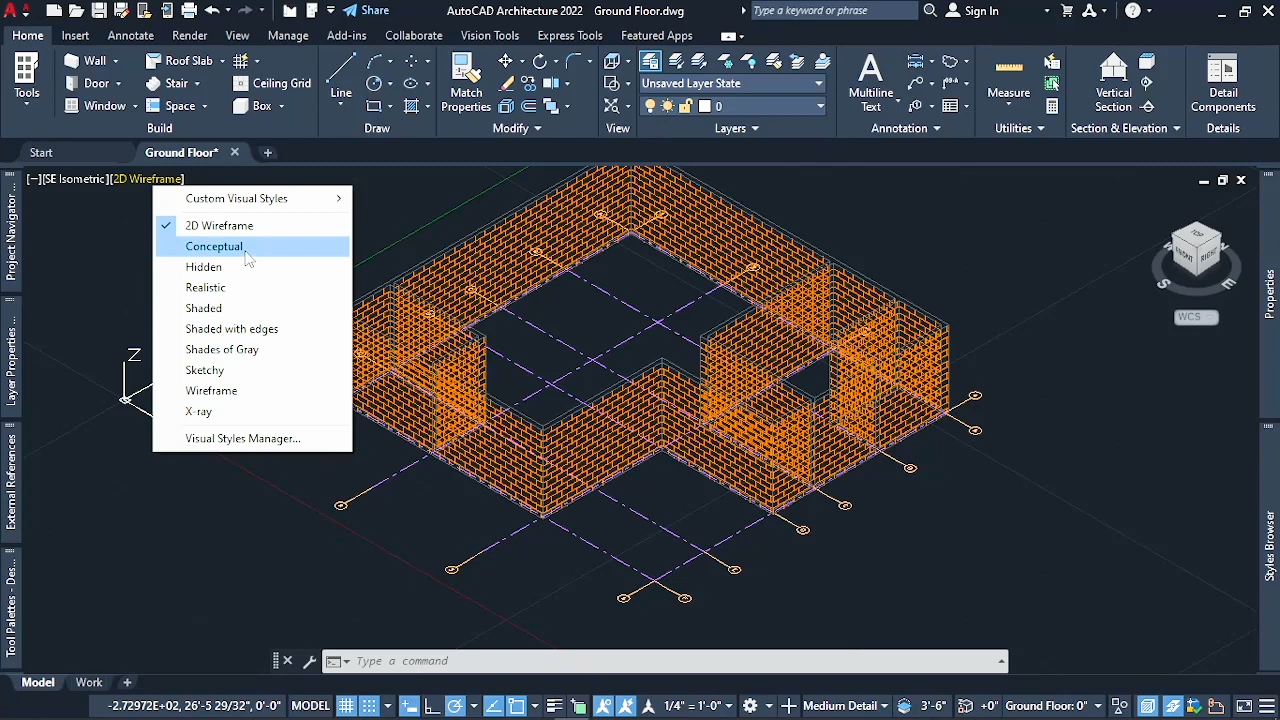 Share
AutoCAD Architecture 2022 Ground Floor.dwg
Type a keyword or phrase
Sign In
Home Insert Annotate Render View Manage Add-ins Collaborate Vision Tools Express Tools Featured Apps
Tools
Wall
Door
Window
Roof Slab
Stair
Space
Ceiling Grid
Box
Build
Line
Draw
Match
Properties
Modify
View
Unsaved Layer State
0
Layers
Multiline
Text
Annotation
Measure
Utilities
Vertical
Section
Section & Elevation
Detail
Components
Details
Start Ground Floor*
[−][SE Isometric][2D Wireframe]
Custom Visual Styles
2D Wireframe
Conceptual
Hidden
Realistic
Shaded
Shaded with edges
Shades of Gray
Sketchy
Wireframe
X-ray
Visual Styles Manager...
Project Navigator
Layer Properties ...
External References
Tool Palettes - Des...
Z
TOP
FRONT
RIGHT
S
E
WCS
Properties
Styles Browser
Type a command
Model Work
-2.72972E+02, 26'-5 29/32", 0'-0" MODEL 1/4" = 1'-0" Medium Detail 3'-6" +0" Ground Floor: 0"